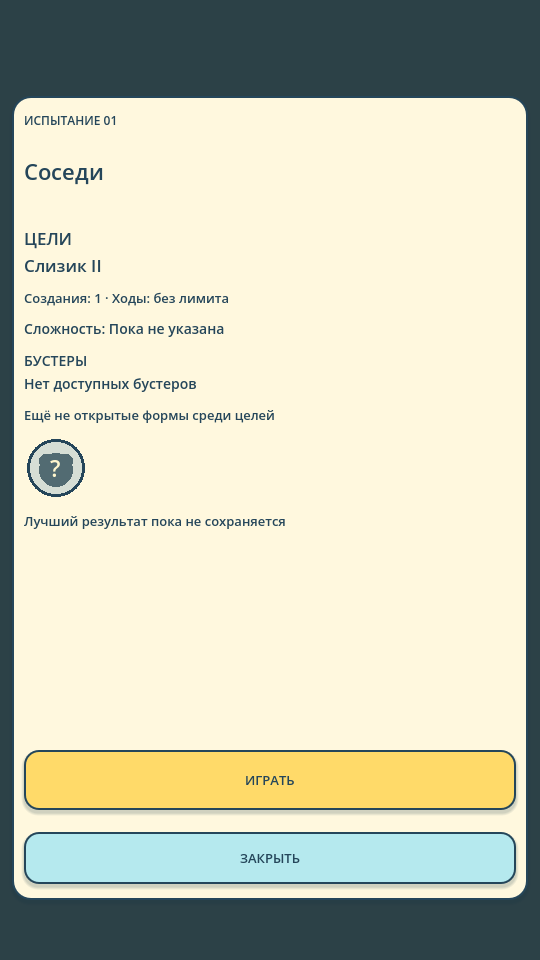 ИСПЫТАНИЕ 01
Соседи
ЦЕЛИ
Слизик II
Создания: 1 · Ходы: без лимита
Сложность: Пока не указана
БУСТЕРЫ
Нет доступных бустеров
Ещё не открытые формы среди целей
?
Лучший результат пока не сохраняется
ИГРАТЬ
ЗАКРЫТЬ